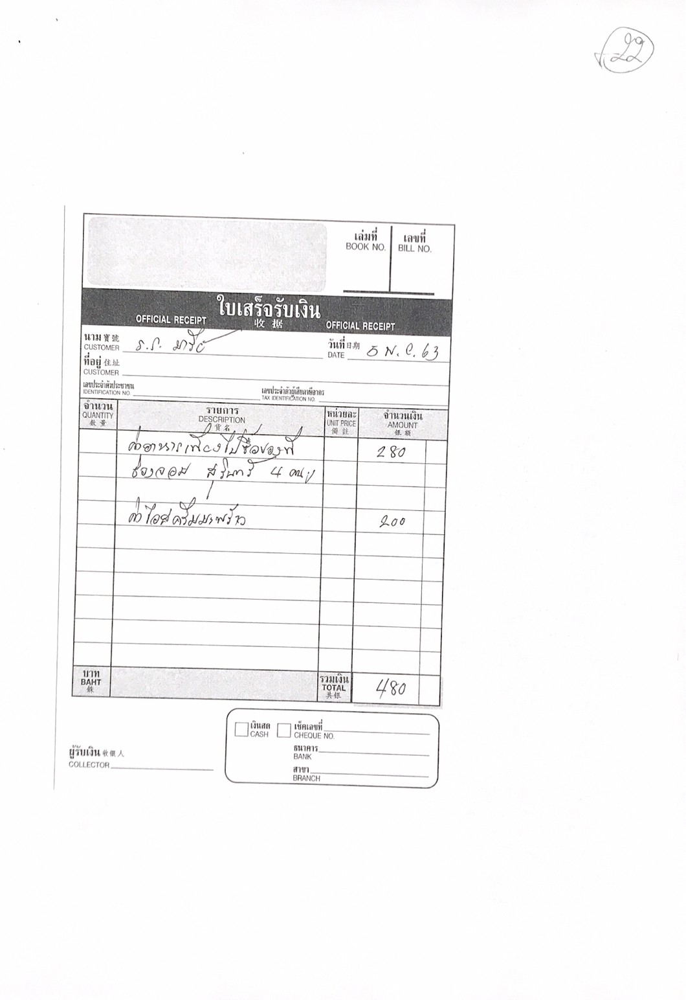 22
เล่มที่ เลขที่
BOOK NO. BILL NO.
ใบเสร็จรับเงิน
OFFICIAL RECEIPT 收据 OFFICIAL RECEIPT
นาม 寳號 วันที่ 日期
CUSTOMER ร.ร. DATE 5 พ.ย. 63
ที่อยู่ 住址
CUSTOMER
เลขประจำตัวประชาชน เลขประจำตัวผู้เสียภาษีอากร
IDENTIFICATION NO. TAX IDENTIFICATION NO.
จำนวน รายการ หน่วยละ จำนวนเงิน
QUANTITY DESCRIPTION UNIT PRICE AMOUNT
數量 貨名 備註 銀額
ค่าอาหารเที่ยงไปซื้อของที่ 280
ช่องจอม สุรินทร์ 4 คน
ค่าไอศครีมมะพร้าว 200
บาท รวมเงิน
BAHT TOTAL 480
銖 共銀
เงินสด เช็คเลขที่
CASH CHEQUE NO.
ธนาคาร
BANK
ผู้รับเงิน 收銀人
COLLECTOR
สาขา
BRANCH